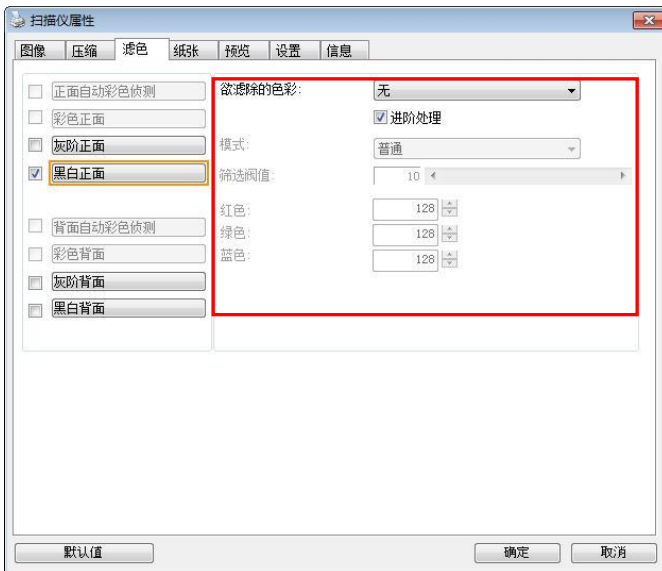 扫描仪属性
图像 压缩 滤色 纸张 预览 设置 信息
正面自动彩色侦测
彩色正面
灰阶正面
黑白正面
背面自动彩色侦测
彩色背面
灰阶背面
黑白背面
欲滤除的色彩: 无
进阶处理
模式: 普通
筛选阀值: 10
红色: 128
绿色: 128
蓝色: 128
默认值 确定 取消